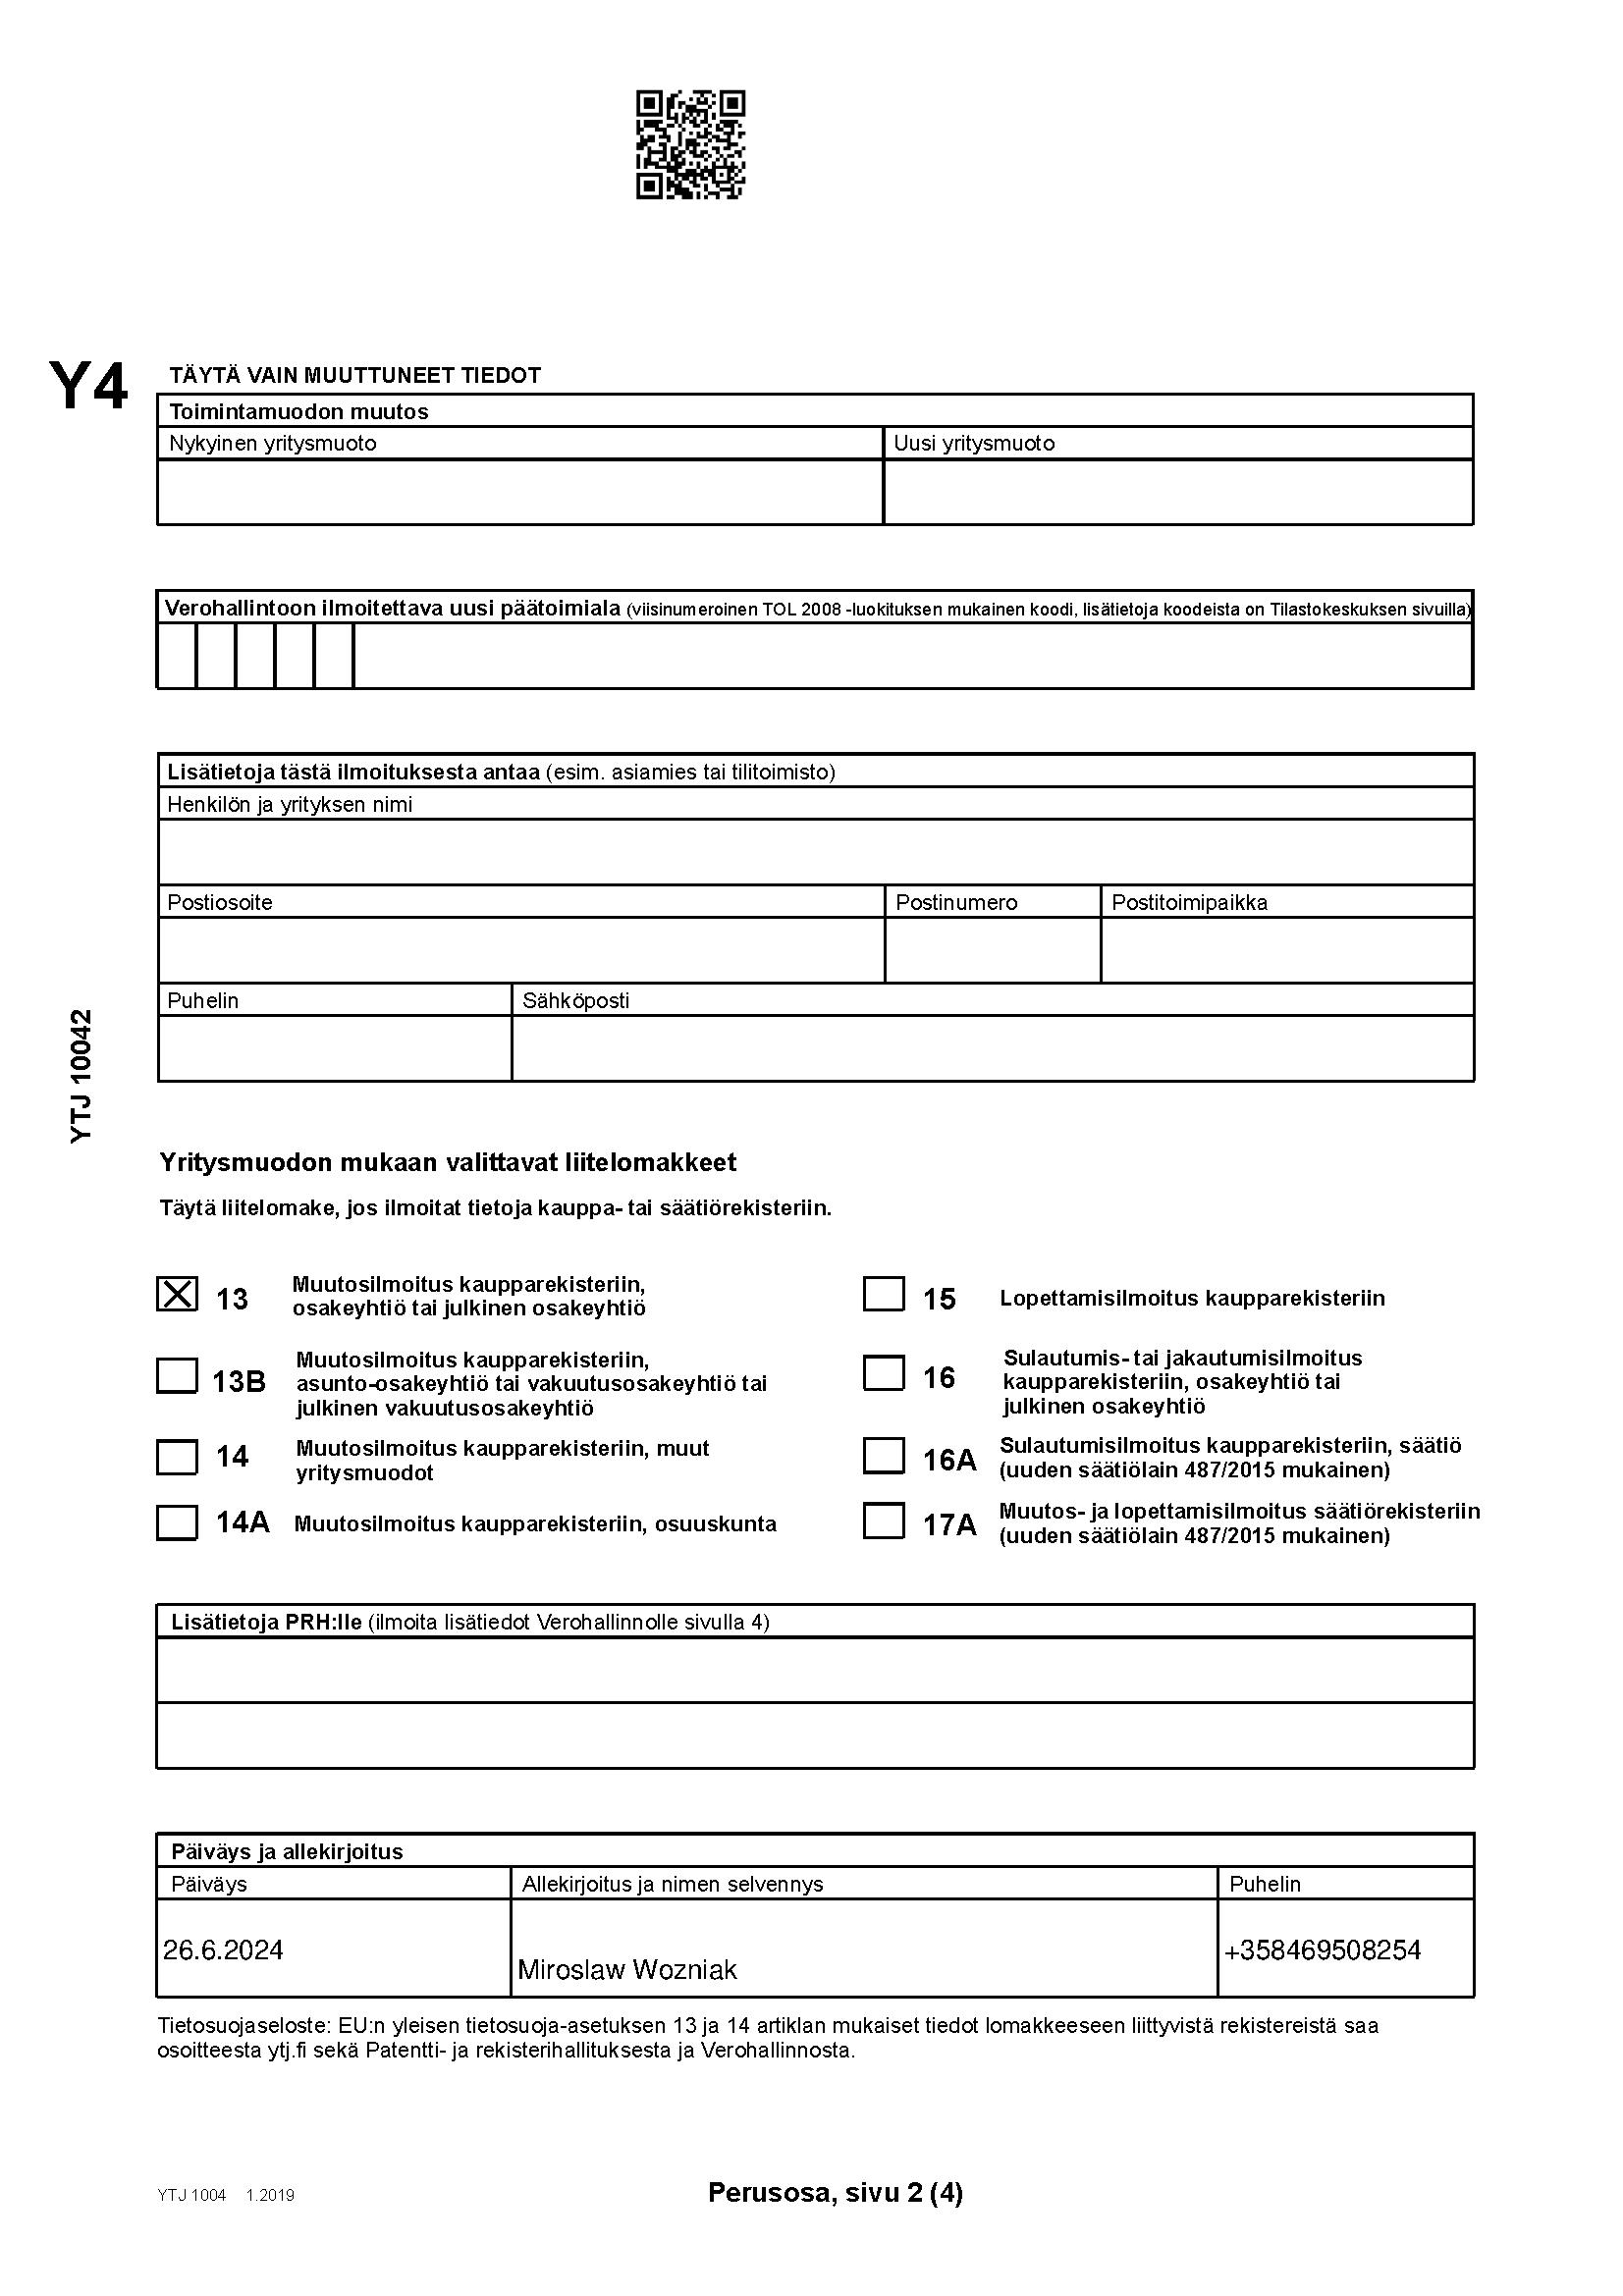 Y4
TÄYTÄ VAIN MUUTTUNEET TIEDOT
Toimintamuodon muutos
Nykyinen yritysmuoto
Uusi yritysmuoto
Verohallintoon ilmoitettava uusi päätoimiala (viisinumeroinen TOL 2008 -luokituksen mukainen koodi, lisätietoja koodeista on Tilastokeskuksen sivuilla)
Lisätietoja tästä ilmoituksesta antaa (esim. asiamies tai tilitoimisto)
Henkilön ja yrityksen nimi
Postiosoite
Postinumero
Postitoimipaikka
Puhelin
Sähköposti
YTJ 10042
Yritysmuodon mukaan valittavat liitelomakkeet
Täytä liitelomake, jos ilmoitat tietoja kauppa- tai säätiörekisteriin.
13
Muutosilmoitus kaupparekisteriin,
osakeyhtiö tai julkinen osakeyhtiö
15
Lopettamisilmoitus kaupparekisteriin
13B
Muutosilmoitus kaupparekisteriin,
asunto-osakeyhtiö tai vakuutusosakeyhtiö tai
julkinen vakuutusosakeyhtiö
16
Sulautumis- tai jakautumisilmoitus
kaupparekisteriin, osakeyhtiö tai
julkinen osakeyhtiö
14
Muutosilmoitus kaupparekisteriin, muut
yritysmuodot
16A
Sulautumisilmoitus kaupparekisteriin, säätiö
(uuden säätiölain 487/2015 mukainen)
14A
Muutosilmoitus kaupparekisteriin, osuuskunta
17A
Muutos- ja lopettamisilmoitus säätiörekisteriin
(uuden säätiölain 487/2015 mukainen)
Lisätietoja PRH:lle (ilmoita lisätiedot Verohallinnolle sivulla 4)
Päiväys ja allekirjoitus
Päiväys
Allekirjoitus ja nimen selvennys
Puhelin
26.6.2024
Miroslaw Wozniak
+358469508254
Tietosuojaseloste: EU:n yleisen tietosuoja-asetuksen 13 ja 14 artiklan mukaiset tiedot lomakkeeseen liittyvistä rekistereistä saa
osoitteesta ytj.fi sekä Patentti- ja rekisterihallituksesta ja Verohallinnosta.
YTJ 1004 1.2019
Perusosa, sivu 2 (4)